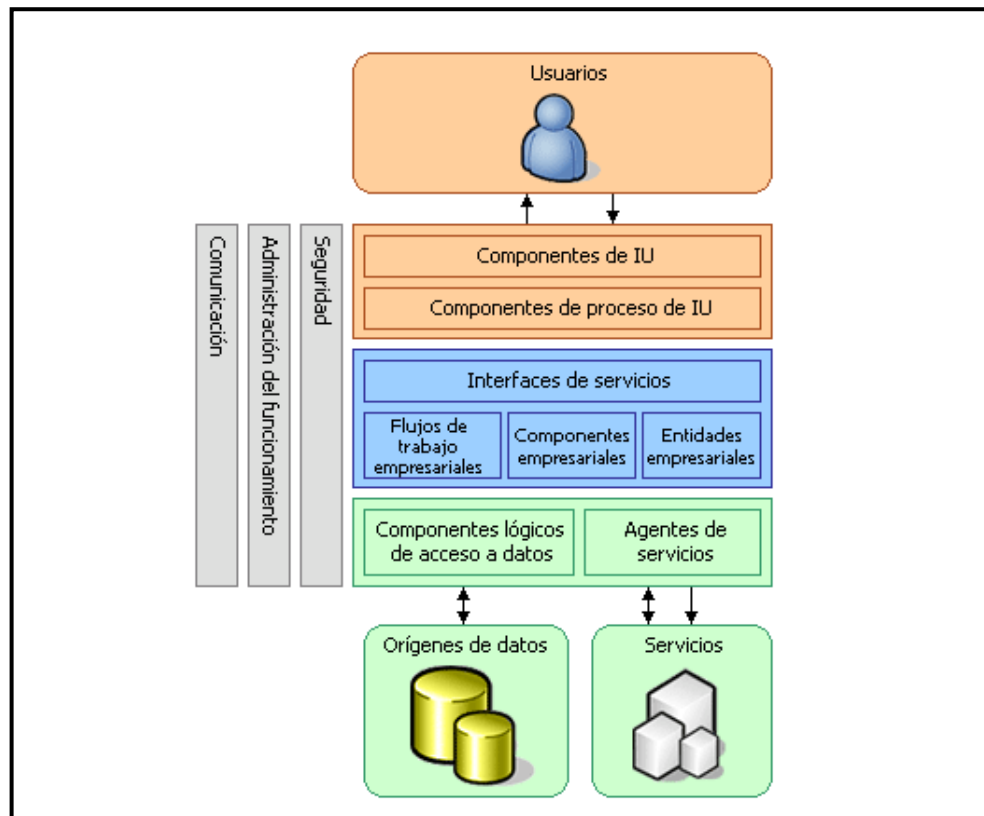 Usuarios
Comunicación
Administración del funcionamiento
Seguridad
Componentes de IU
Componentes de proceso de IU
Interfaces de servicios
Flujos de
trabajo
empresariales
Componentes
empresariales
Entidades
empresariales
Componentes lógicos
de acceso a datos
Agentes de
servicios
Orígenes de datos
Servicios